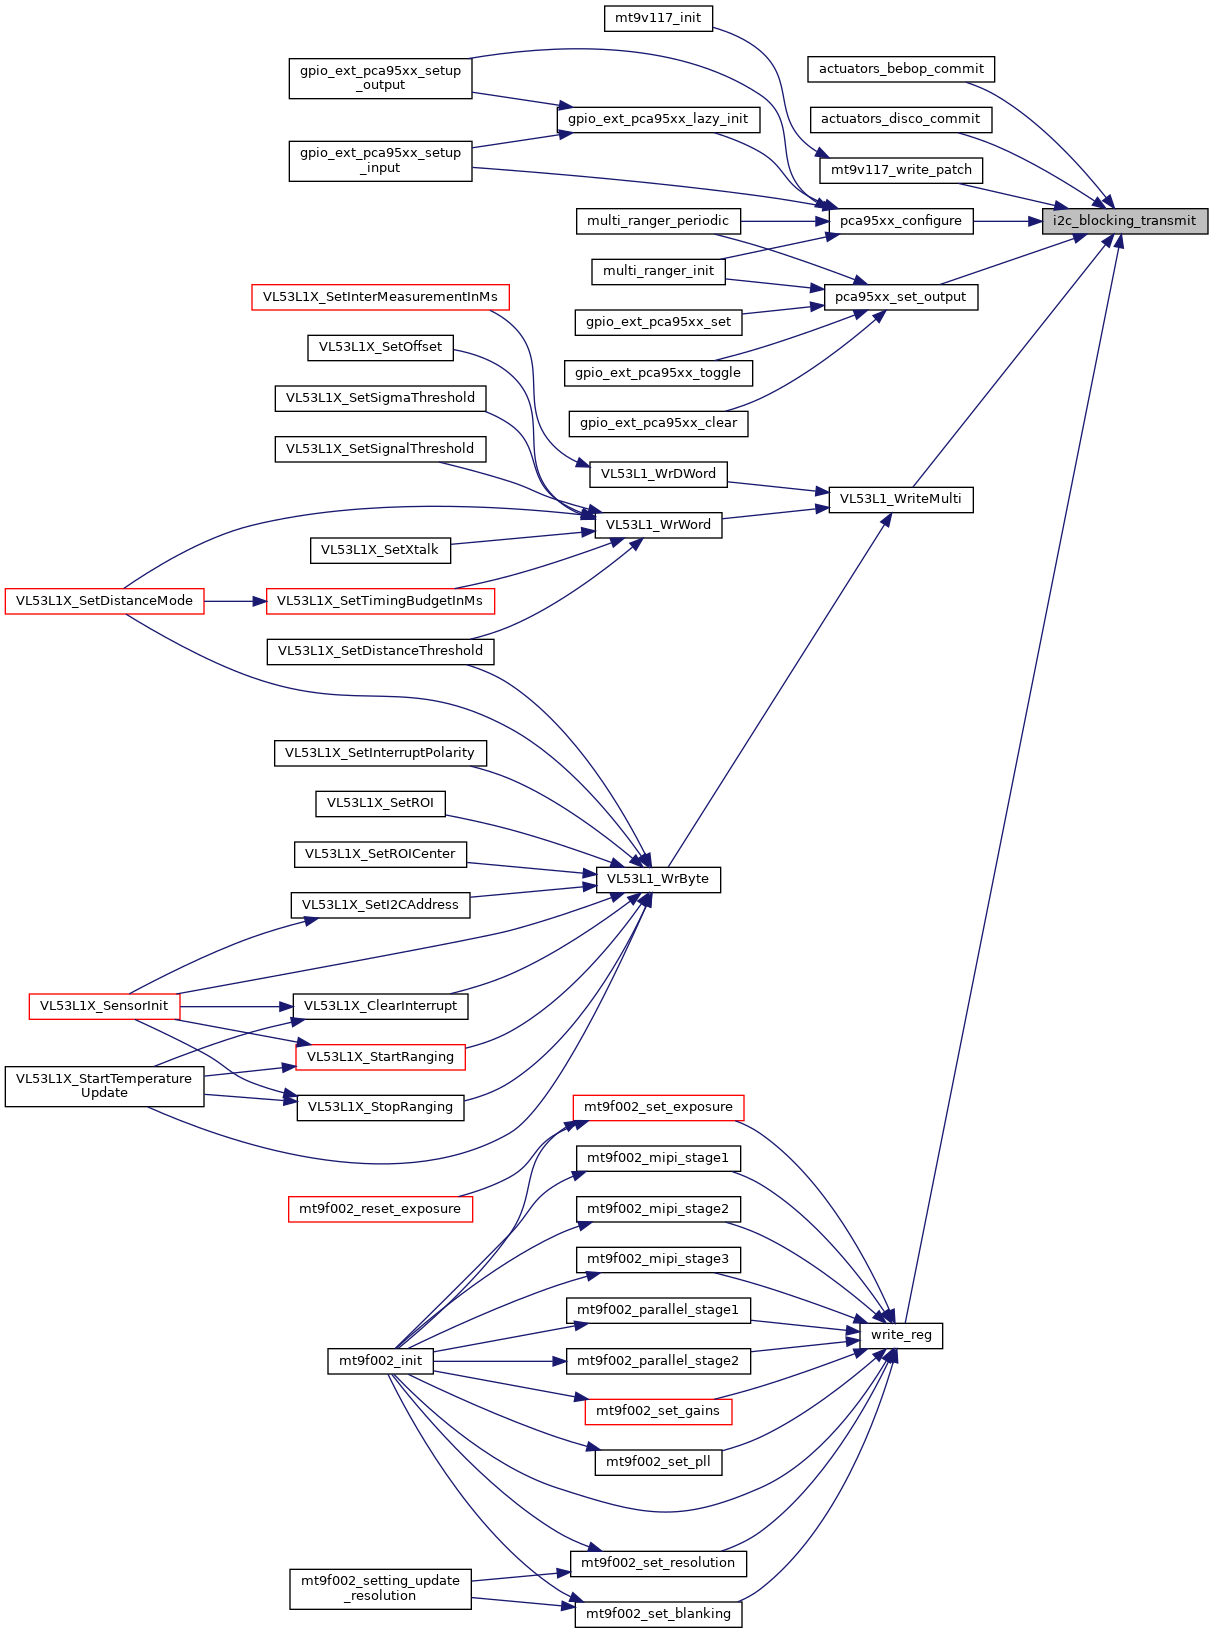 mt9v117_init
actuators_bebop_commit
gpio_ext_pca95xx_setup
_output
gpio_ext_pca95xx_lazy_init
actuators_disco_commit
gpio_ext_pca95xx_setup
_input
mt9v117_write_patch
multi_ranger_periodic
pca95xx_configure
i2c_blocking_transmit
multi_ranger_init
VL53L1X_SetInterMeasurementInMs
pca95xx_set_output
gpio_ext_pca95xx_set
VL53L1X_SetOffset
gpio_ext_pca95xx_toggle
VL53L1X_SetSigmaThreshold
gpio_ext_pca95xx_clear
VL53L1X_SetSignalThreshold
VL53L1_WrDWord
VL53L1_WriteMulti
VL53L1_WrWord
VL53L1X_SetXtalk
VL53L1X_SetDistanceMode
VL53L1X_SetTimingBudgetInMs
VL53L1X_SetDistanceThreshold
VL53L1X_SetInterruptPolarity
VL53L1X_SetROI
VL53L1X_SetROICenter
VL53L1_WrByte
VL53L1X_SetI2CAddress
VL53L1X_SensorInit
VL53L1X_ClearInterrupt
VL53L1X_StartRanging
VL53L1X_StartTemperature
Update
VL53L1X_StopRanging
mt9f002_set_exposure
mt9f002_mipi_stage1
mt9f002_reset_exposure
mt9f002_mipi_stage2
mt9f002_mipi_stage3
mt9f002_parallel_stage1
write_reg
mt9f002_init
mt9f002_parallel_stage2
mt9f002_set_gains
mt9f002_set_pll
mt9f002_set_resolution
mt9f002_setting_update
_resolution
mt9f002_set_blanking